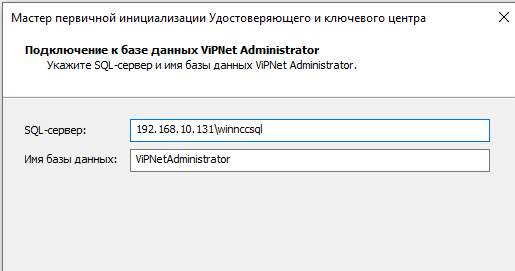 Мастер первичной инициализации Удостоверяющего и ключевого центра
Подключение к базе данных ViPNet Administrator
Укажите SQL-сервер и имя базы данных ViPNet Administrator.
SQL-сервер: 192.168.10.131\winnccsql
Имя базы данных: ViPNetAdministrator